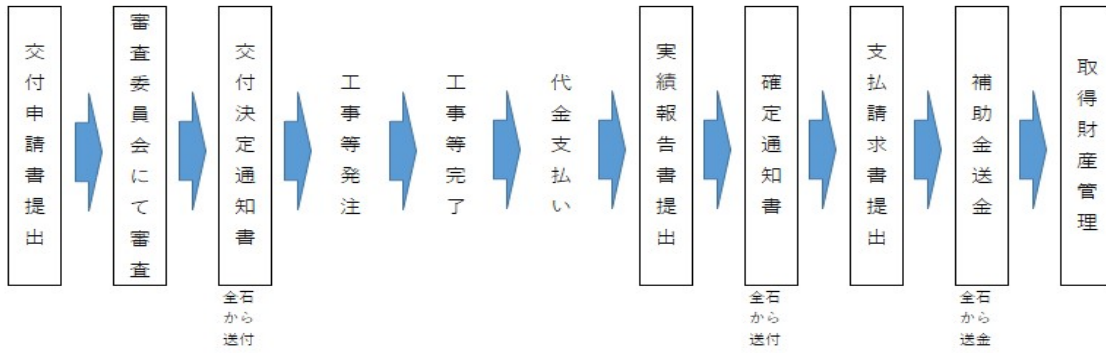 交付申請書提出
審査委員会にて審査
交付決定通知書
工事等発注
工事等完了
代金支払い
実績報告書提出
確定通知書
支払請求書提出
補助金送金
取得財産管理
全石
から
送付
全石
から
送付
全石
から
送金